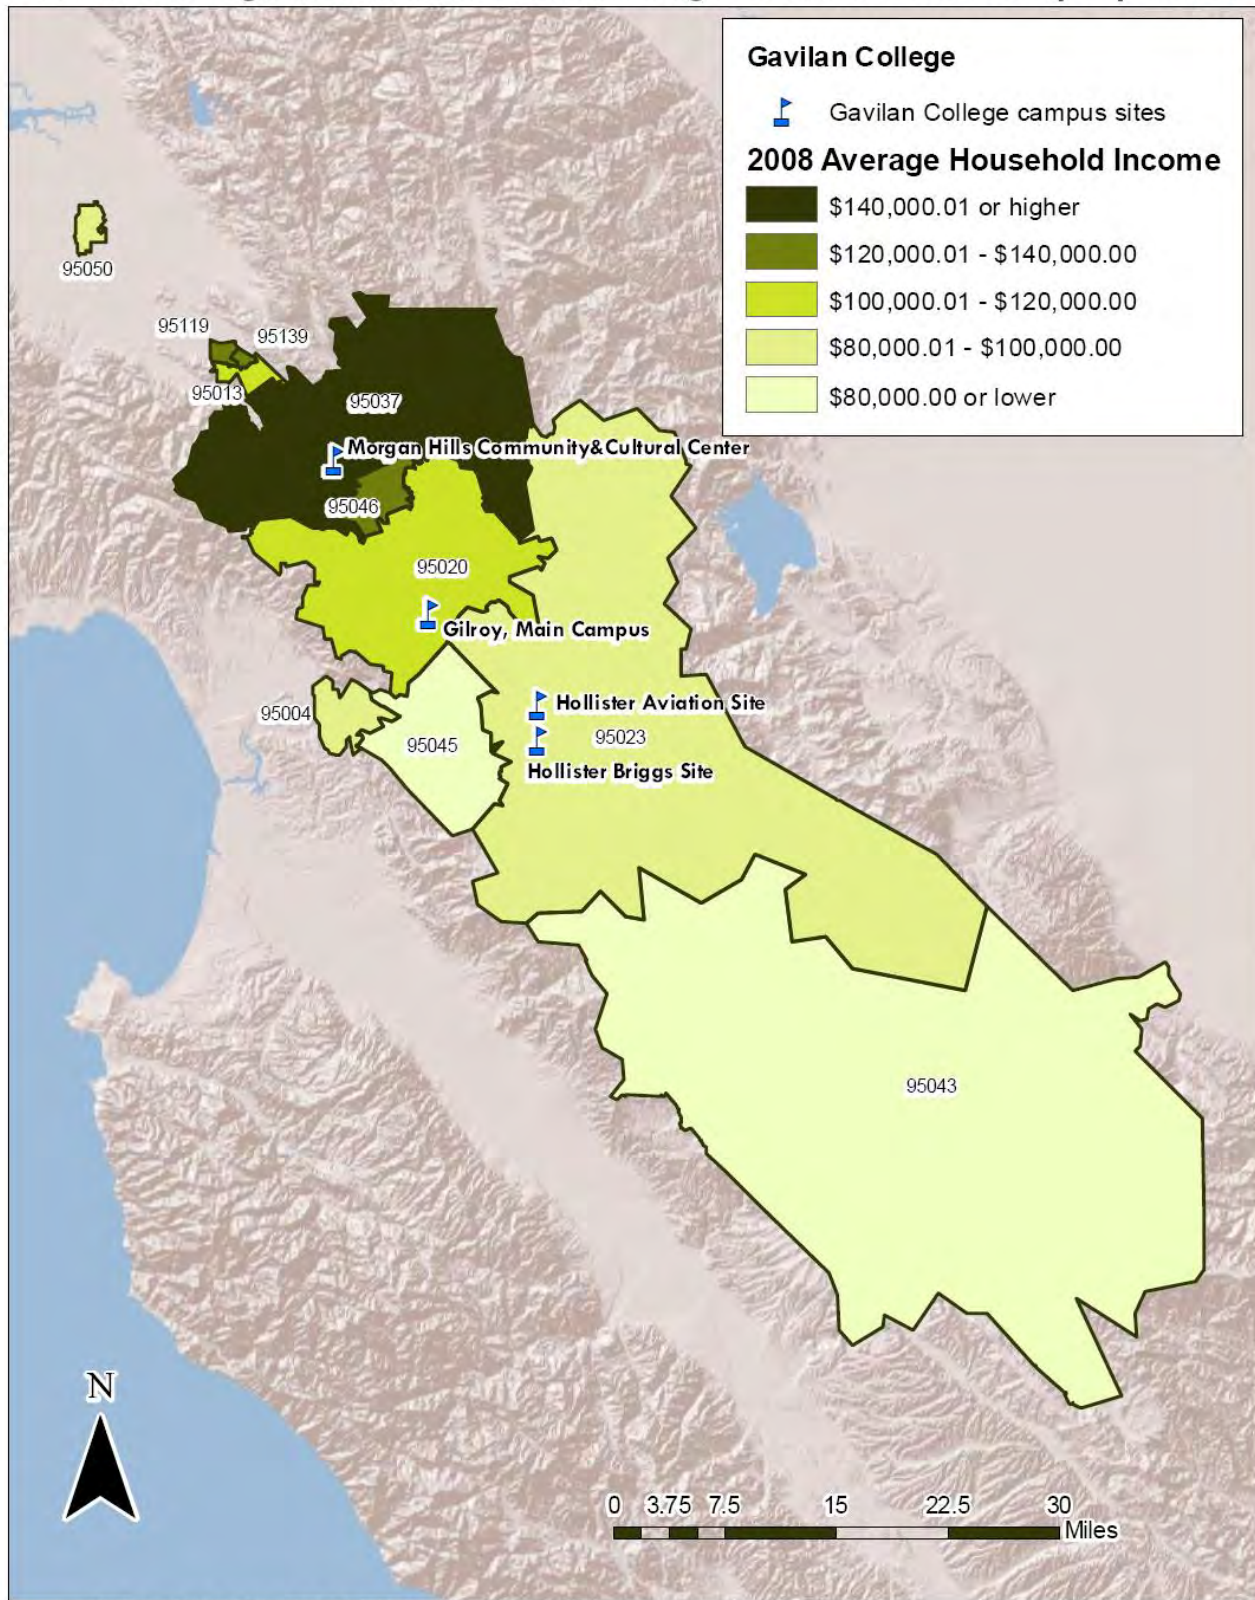 Gavilan College
Gavilan College campus sites
2008 Average Household Income
$140,000.01 or higher
$120,000.01 - $140,000.00
$100,000.01 - $120,000.00
$80,000.01 - $100,000.00
$80,000.00 or lower
95050
95119
95139
95013
95037
Morgan Hills Community&Cultural Center
95046
95020
Gilroy, Main Campus
Hollister Aviation Site
95004
95023
95045
Hollister Briggs Site
95043
N
0 3.75 7.5 15 22.5 30
Miles